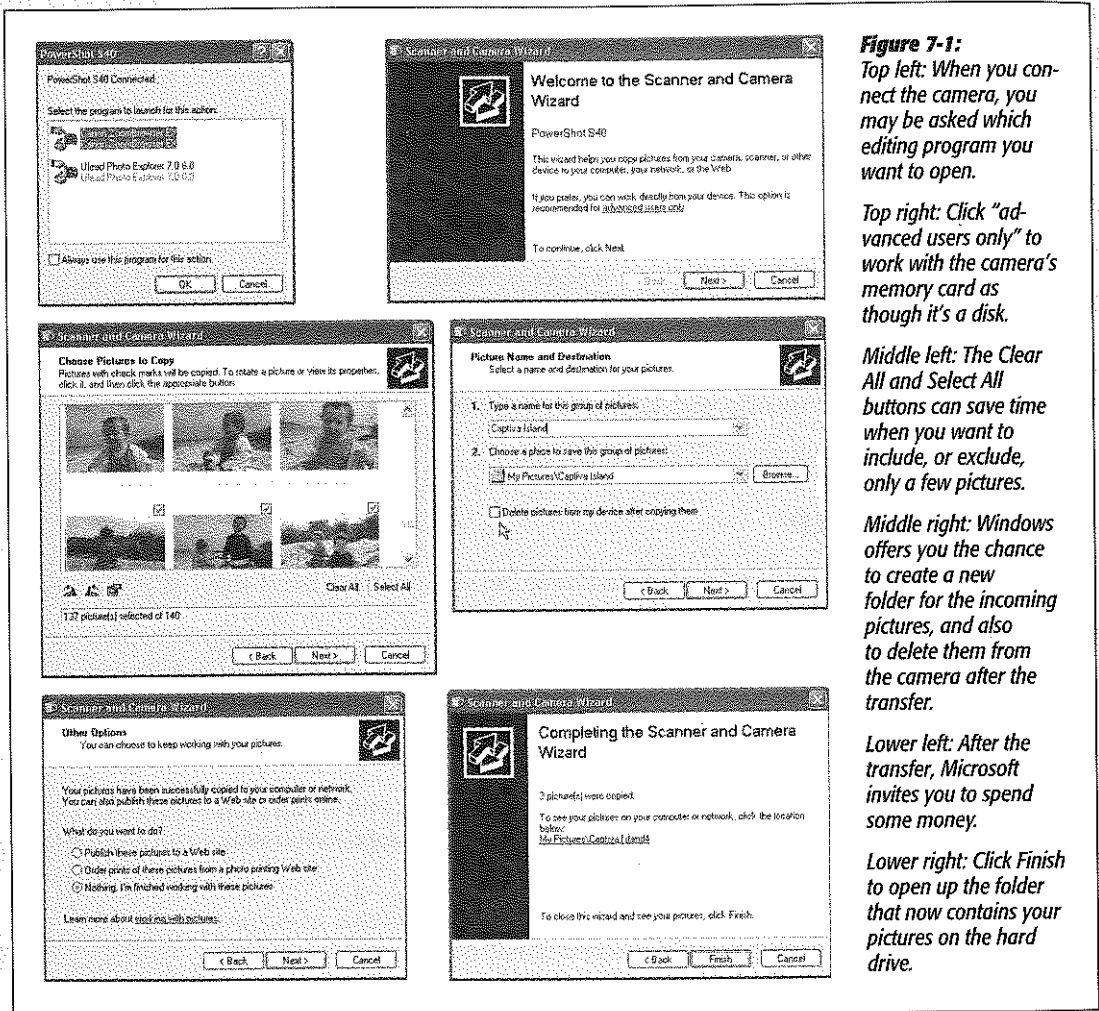 PowerShot S40
PowerShot S40 Connected
Select the program to launch for this action:
Ulead Photo Explorer 7.0
Ulead Photo Explorer 7.0
Always use this program for this action.
OK
Cancel
Scanner and Camera Wizard
Welcome to the Scanner and Camera
Wizard
PowerShot S40
This wizard helps you copy pictures from your camera, scanner, or other
device to your computer, your network, or the Web.
If you prefer, you can work directly from your device. This option is
recommended for advanced users only.
To continue, click Next.
< Back
Next >
Cancel
Scanner and Camera Wizard
Choose Pictures to Copy
Pictures with check marks will be copied. To rotate a picture or view its properties,
click it, and then click the appropriate button.
Clear All
Select All
137 picture(s) selected of 140
< Back
Next >
Cancel
Scanner and Camera Wizard
Picture Name and Destination
Select a name and destination for your pictures.
1. Type a name for this group of pictures:
Captiva Island
2. Choose a place to save this group of pictures:
My Pictures\Captiva Island
Browse...
Delete pictures from my device after copying them
< Back
Next >
Cancel
Scanner and Camera Wizard
Other Options
You can choose to keep working with your pictures.
Your pictures have been successfully copied to your computer or network.
You can also publish these pictures to a Web site or order prints online.
What do you want to do?
Publish these pictures to a Web site
Order prints of these pictures from a photo printing Web site
Nothing. I'm finished working with these pictures
Learn more about working with pictures.
< Back
Next >
Cancel
Scanner and Camera Wizard
Completing the Scanner and Camera
Wizard
3 picture(s) were copied.
To see your pictures on your computer or network, click the location
below:
My Pictures\Captiva Island4
To close this wizard and see your pictures, click Finish.
< Back
Finish
Cancel
Figure 7-1:
Top left: When you con-
nect the camera, you
may be asked which
editing program you
want to open.
Top right: Click "ad-
vanced users only" to
work with the camera's
memory card as
though it's a disk.
Middle left: The Clear
All and Select All
buttons can save time
when you want to
include, or exclude,
only a few pictures.
Middle right: Windows
offers you the chance
to create a new
folder for the incoming
pictures, and also
to delete them from
the camera after the
transfer.
Lower left: After the
transfer, Microsoft
invites you to spend
some money.
Lower right: Click Finish
to open up the folder
that now contains your
pictures on the hard
drive.